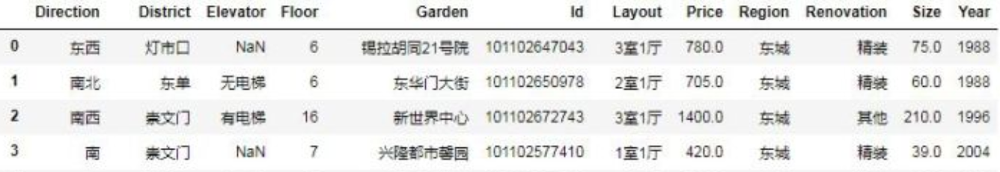 Direction District Elevator Floor Garden Id Layout Price Region Renovation Size Year
0 东西 灯市口 NaN 6 锡拉胡同21号院 101102647043 3室1厅 780.0 东城 精装 75.0 1988
1 南北 东单 无电梯 6 东华门大街 101102650978 2室1厅 705.0 东城 精装 60.0 1988
2 南西 崇文门 有电梯 16 新世界中心 101102672743 3室1厅 1400.0 东城 其他 210.0 1996
3 南 崇文门 NaN 7 兴隆都市馨园 101102577410 1室1厅 420.0 东城 精装 39.0 2004